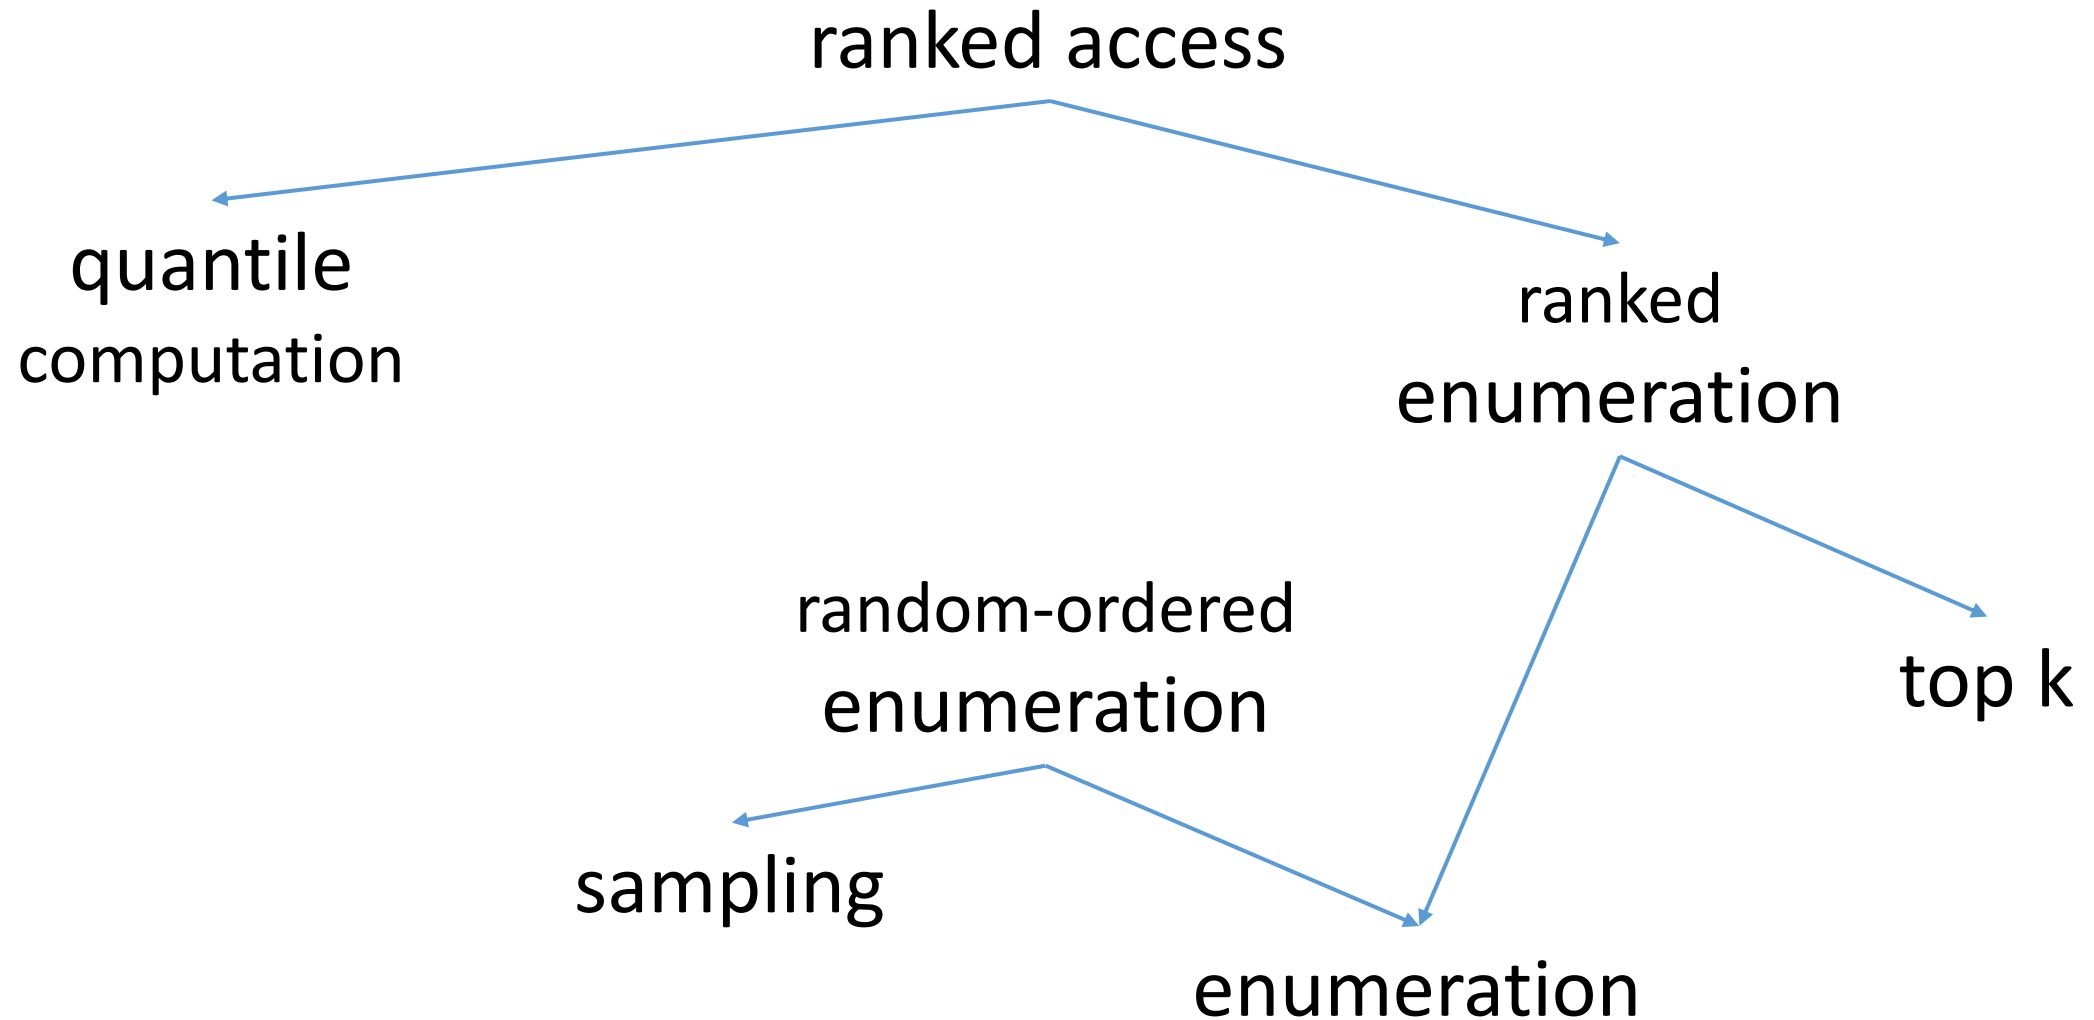 ranked access
quantile
computation
ranked
enumeration
random-ordered
enumeration
top k
sampling
enumeration